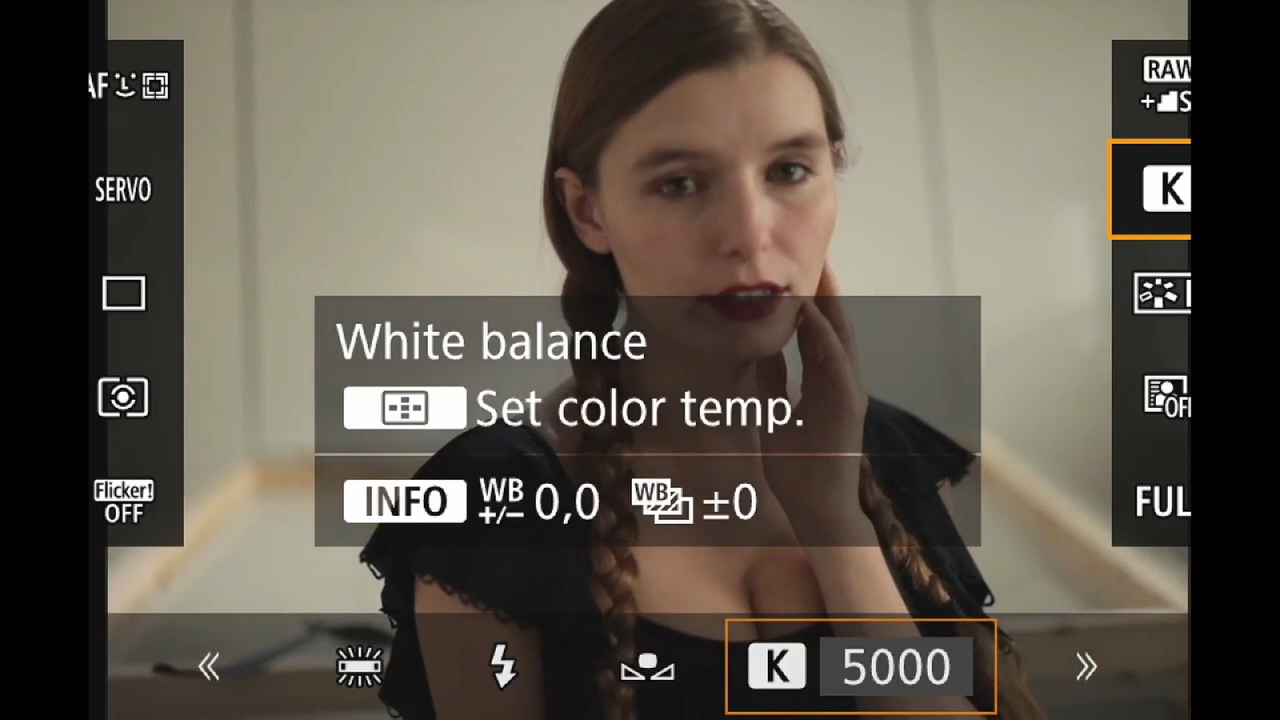 AF
SERVO
Flicker!
OFF
White balance
Set color temp.
INFO WB +/- 0,0 WB ±0
K 5000
RAW
+ S
K
OFF
FUL